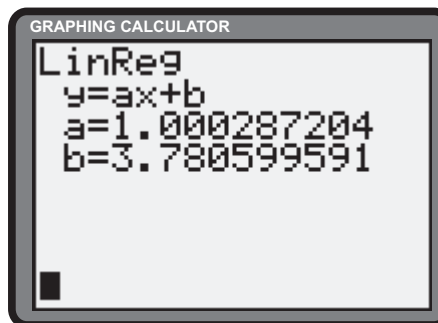 GRAPHING CALCULATOR
LinReg
y=ax+b
a=1.000287204
b=3.780599591